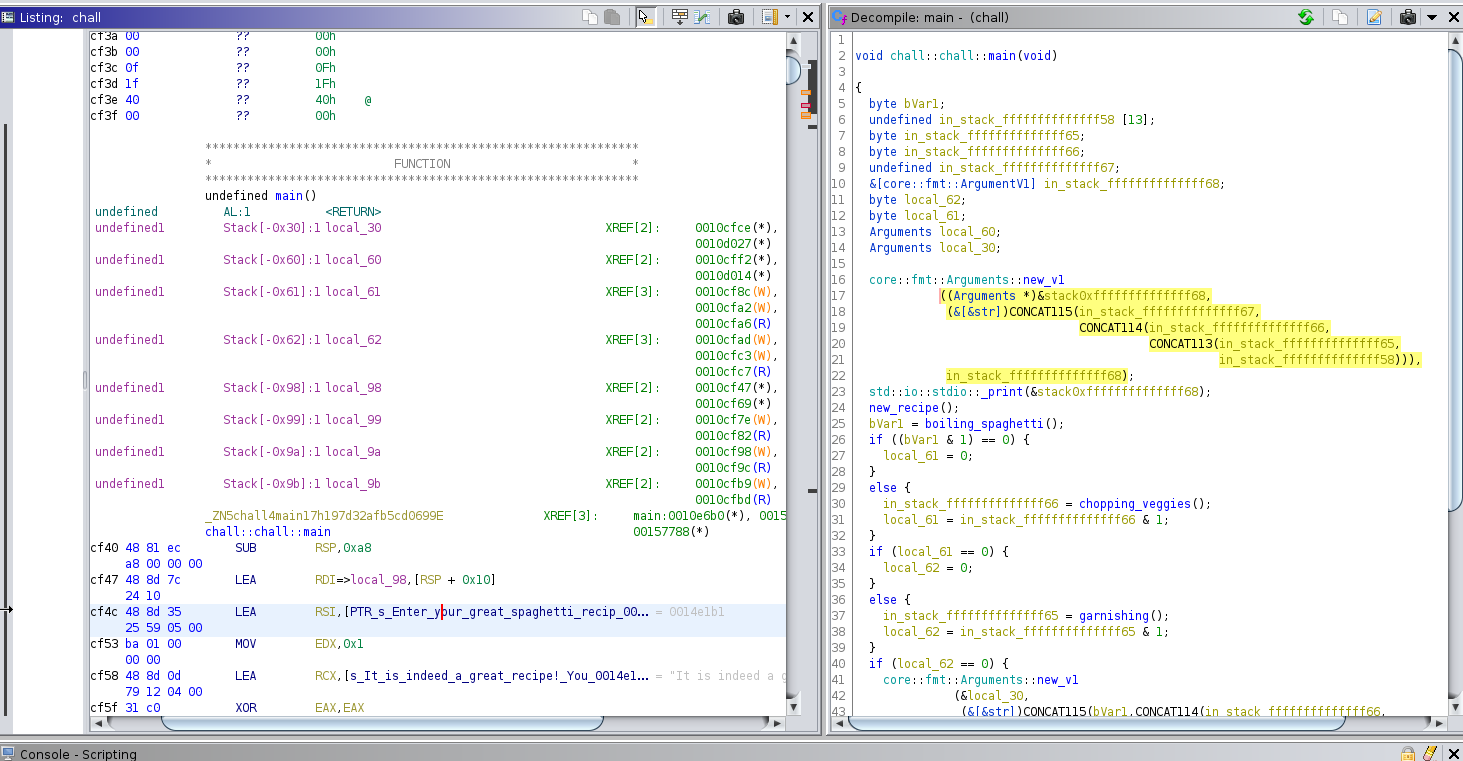 Listing: chall
cf3a 00 ?? 00h
cf3b 00 ?? 00h
cf3c 0f ?? 0Fh
cf3d 1f ?? 1Fh
cf3e 40 ?? 40h @
cf3f 00 ?? 00h
**************************************************************
* FUNCTION *
**************************************************************
undefined main()
undefined AL:1 <RETURN>
undefined1 Stack[-0x30]:1 local_30 XREF[2]: 0010cfce(*),
0010d027(*)
undefined1 Stack[-0x60]:1 local_60 XREF[2]: 0010cff2(*),
0010d014(*)
undefined1 Stack[-0x61]:1 local_61 XREF[3]: 0010cf8c(W),
0010cfa2(W),
0010cfa6(R)
undefined1 Stack[-0x62]:1 local_62 XREF[3]: 0010cfad(W),
0010cfc3(W),
0010cfc7(R)
undefined1 Stack[-0x98]:1 local_98 XREF[2]: 0010cf47(*),
0010cf69(*)
undefined1 Stack[-0x99]:1 local_99 XREF[2]: 0010cf7e(W),
0010cf82(R)
undefined1 Stack[-0x9a]:1 local_9a XREF[2]: 0010cf98(W),
0010cf9c(R)
undefined1 Stack[-0x9b]:1 local_9b XREF[2]: 0010cfb9(W),
0010cfbd(R)
_ZN5chall4main17h197d32afb5cd0699E XREF[3]: main:0010e6b0(*), 0015
chall::chall::main 00157788(*)
cf40 48 81 ec SUB RSP,0xa8
a8 00 00 00
cf47 48 8d 7c LEA RDI=>local_98,[RSP + 0x10]
24 10
cf4c 48 8d 35 LEA RSI,[PTR_s_Enter_your_great_spaghetti_recip_00... = 0014e1b1
25 59 05 00
cf53 ba 01 00 MOV EDX,0x1
00 00
cf58 48 8d 0d LEA RCX,[s_It_is_indeed_a_great_recipe!_You_0014e1... = "It is indeed a g
79 12 04 00
cf5f 31 c0 XOR EAX,EAX
Decompile: main - (chall)
1
2 void chall::chall::main(void)
3
4 {
5 byte bVar1;
6 undefined in_stack_ffffffffffffff58 [13];
7 byte in_stack_ffffffffffffff65;
8 byte in_stack_ffffffffffffff66;
9 undefined in_stack_ffffffffffffff67;
10 &[core::fmt::ArgumentV1] in_stack_ffffffffffffff68;
11 byte local_62;
12 byte local_61;
13 Arguments local_60;
14 Arguments local_30;
15
16 core::fmt::Arguments::new_v1
17 ((Arguments *)&stack0xffffffffffffff68,
18 (&[&str])CONCAT115(in_stack_ffffffffffffff67,
19 CONCAT114(in_stack_ffffffffffffff66,
20 CONCAT113(in_stack_ffffffffffffff65,
21 in_stack_ffffffffffffff58))),
22 in_stack_ffffffffffffff68);
23 std::io::stdio::_print(&stack0xffffffffffffff68);
24 new_recipe();
25 bVar1 = boiling_spaghetti();
26 if ((bVar1 & 1) == 0) {
27 local_61 = 0;
28 }
29 else {
30 in_stack_ffffffffffffff66 = chopping_veggies();
31 local_61 = in_stack_ffffffffffffff66 & 1;
32 }
33 if (local_61 == 0) {
34 local_62 = 0;
35 }
36 else {
37 in_stack_ffffffffffffff65 = garnishing();
38 local_62 = in_stack_ffffffffffffff65 & 1;
39 }
40 if (local_62 == 0) {
41 core::fmt::Arguments::new_v1
42 (&local_30,
43 (&[&str])CONCAT115(bVar1,CONCAT114(in_stack_ffffffffffffff66,
Console - Scripting